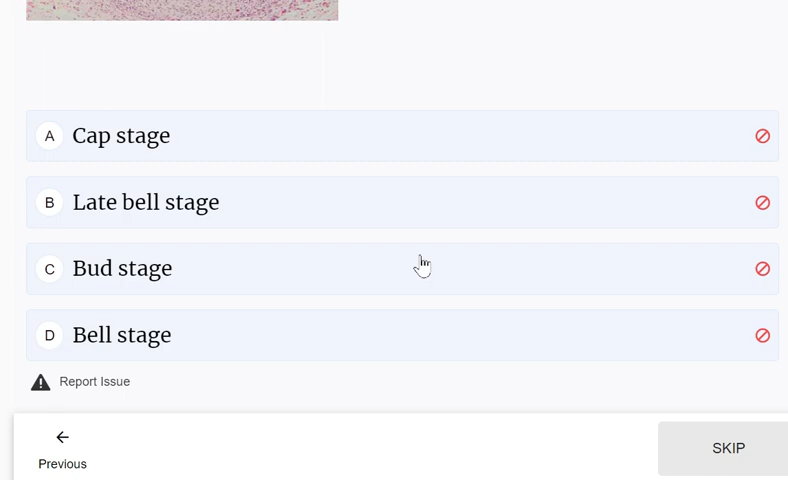 A Cap stage
B Late bell stage
C Bud stage
D Bell stage
Report Issue
SKIP
Previous